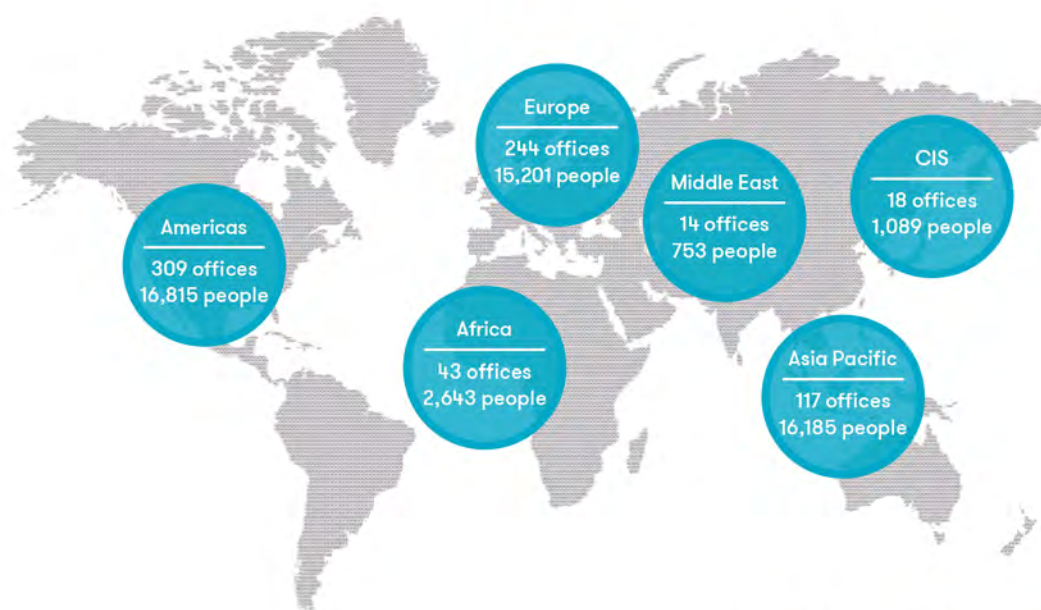 Europe
244 offices
15,201 people
CIS
18 offices
1,089 people
Middle East
14 offices
753 people
Americas
309 offices
16,815 people
Africa
43 offices
2,643 people
Asia Pacific
117 offices
16,185 people